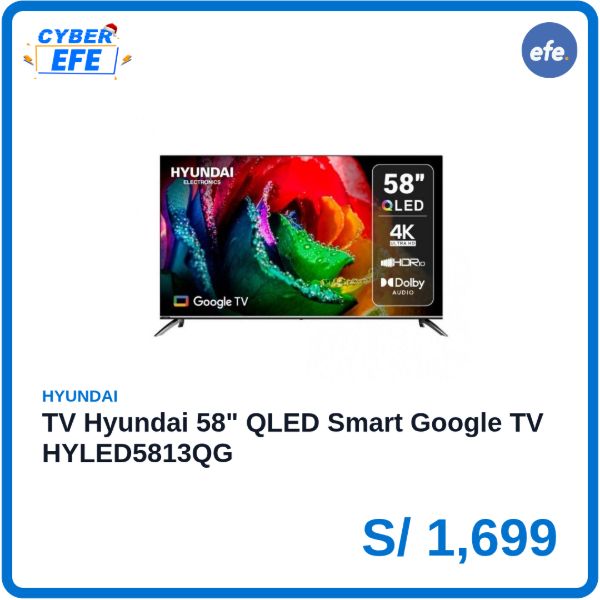 CYBER
EFE
efe.
HYUNDAI
ELECTRONICS
58"
QLED
4K
ULTRA HD
HDR10
Dolby
AUDIO
Google TV
HYUNDAI
TV Hyundai 58" QLED Smart Google TV
HYLED5813QG
S/ 1,699